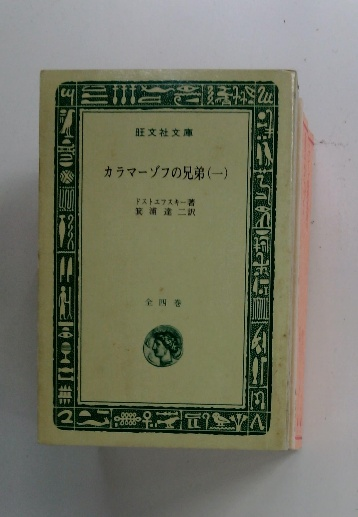 旺文社文庫
カラマーゾフの兄弟(一)
ドストエフスキー著
箕浦達二訳
全四巻